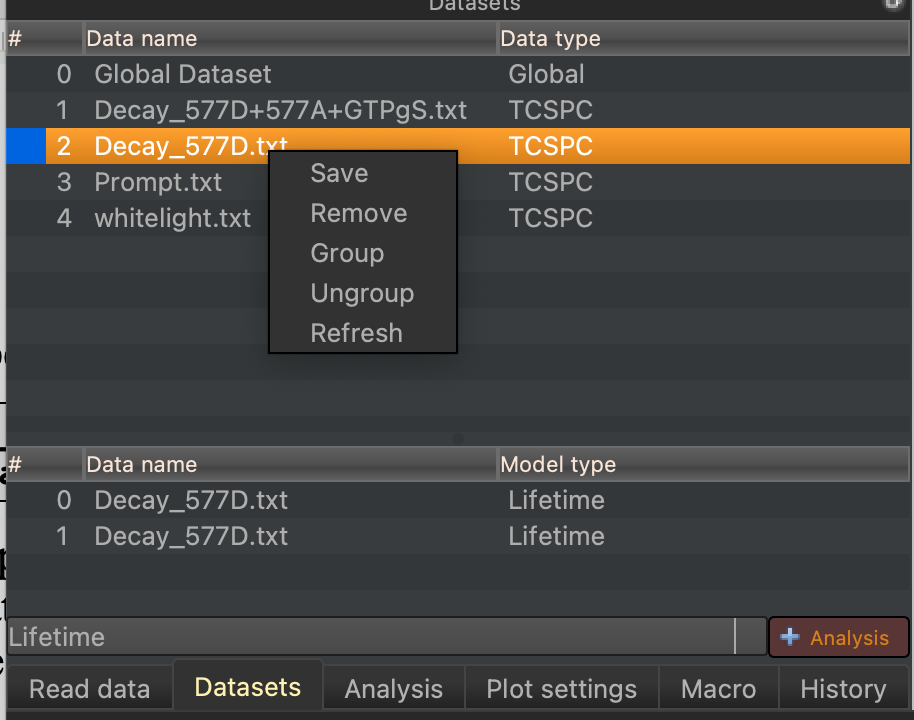 Datasets
# Data name Data type
0 Global Dataset Global
1 Decay_577D+577A+GTPgS.txt TCSPC
2 Decay_577D.txt TCSPC
3 Prompt.txt TCSPC
4 whitelight.txt TCSPC
Save
Remove
Group
Ungroup
Refresh
# Data name Model type
0 Decay_577D.txt Lifetime
1 Decay_577D.txt Lifetime
Lifetime Analysis
Read data Datasets Analysis Plot settings Macro History